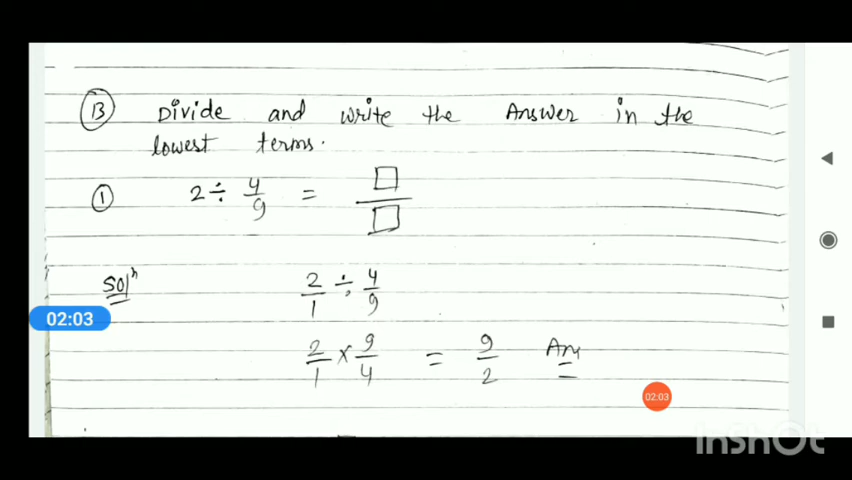 B Divide and write the Answer in the
lowest terms.
1 2 ÷ 4/9 = □/□
Solⁿ 2/1 ÷ 4/9
02:03
2/1 × 9/4 = 9/2 Ans
02:03
InShOt